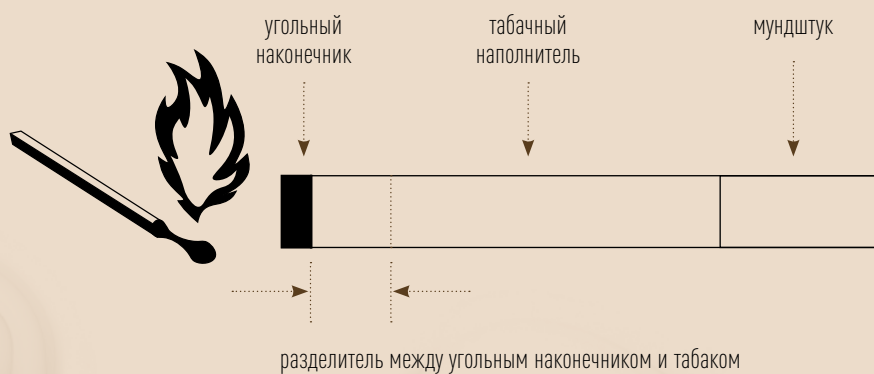 угольный
наконечник
табачный
наполнитель
мундштук
разделитель между угольным наконечником и табаком